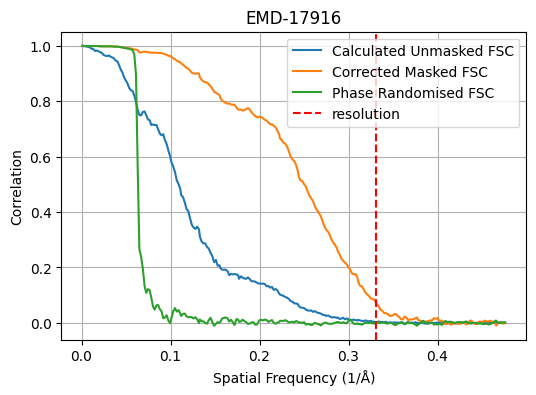 EMD-17916
Calculated Unmasked FSC
Corrected Masked FSC
Phase Randomised FSC
resolution
Correlation
1.0
0.8
0.6
0.4
0.2
0.0
0.0 0.1 0.2 0.3 0.4
Spatial Frequency (1/Å)